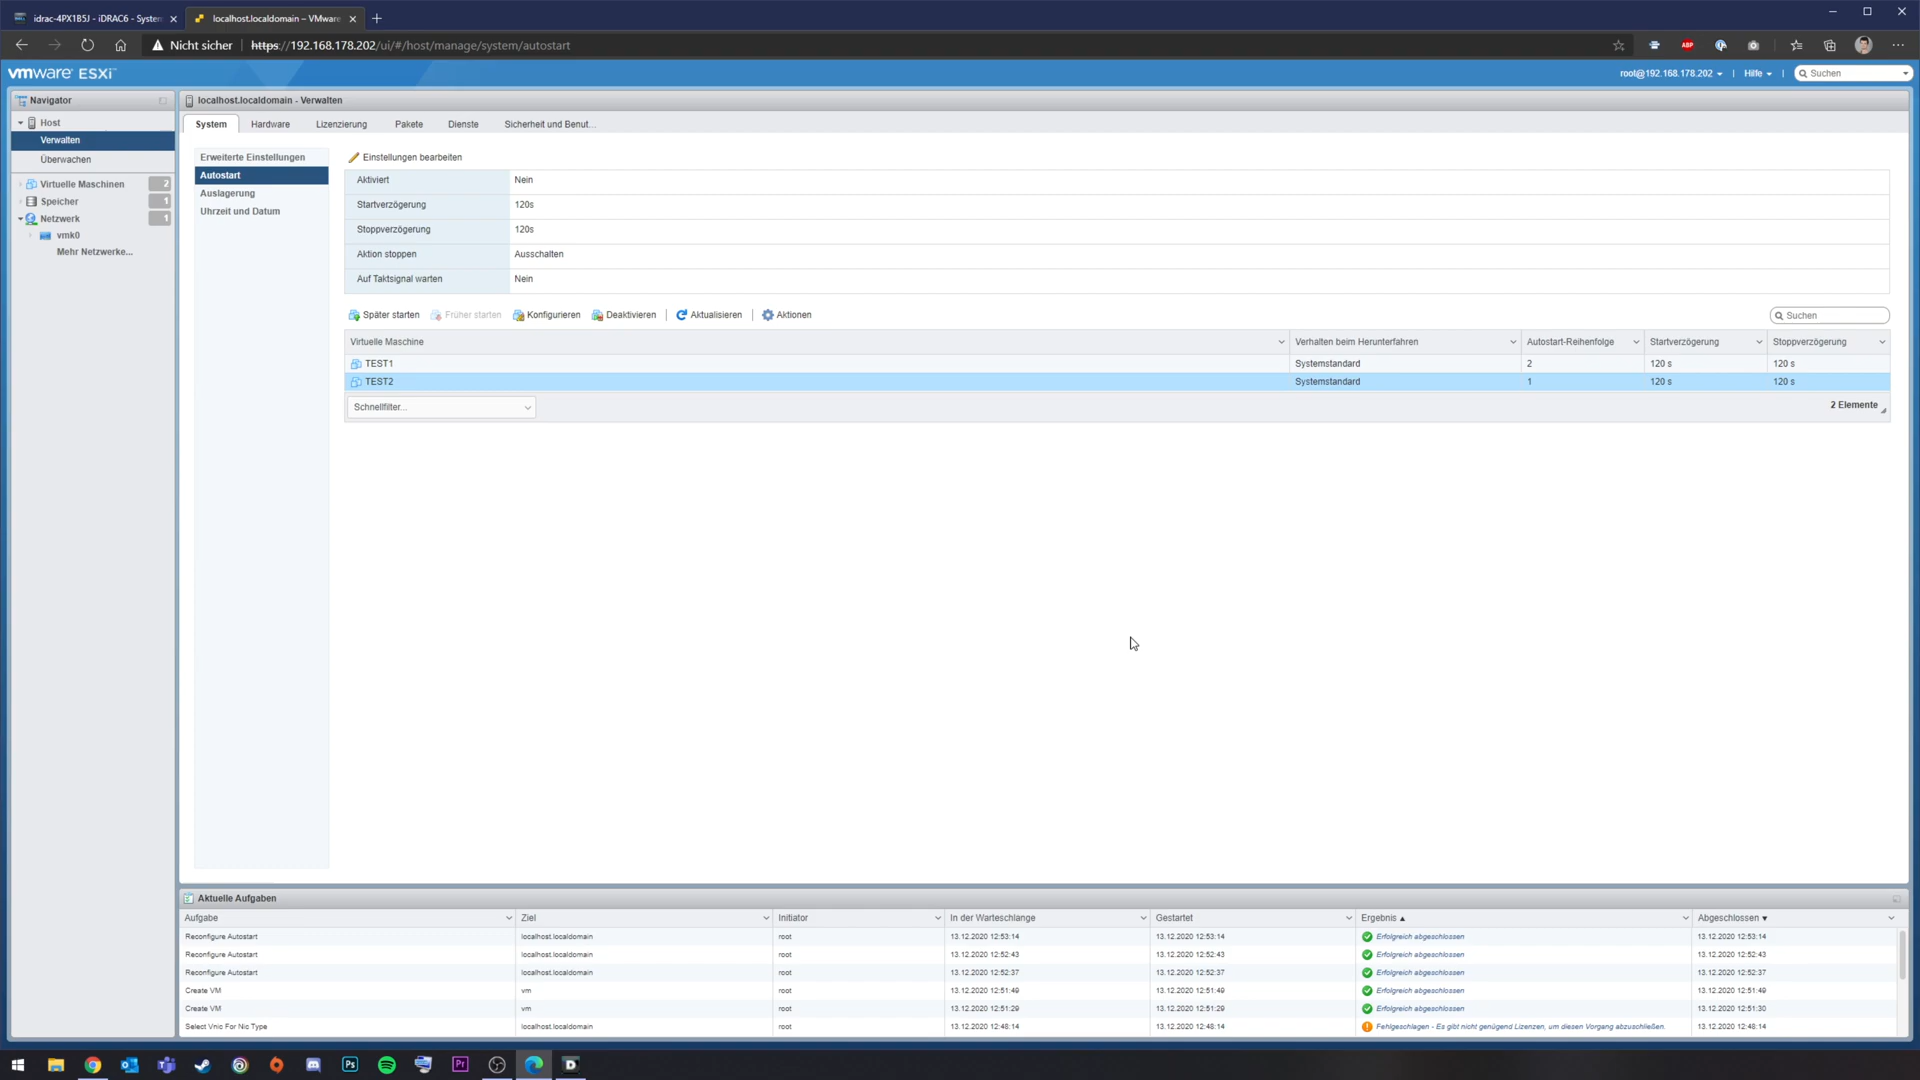 idrac-4PX1B5J - iDRAC6 - System
localhost.localdomain – VMware
Nicht sicher
https://192.168.178.202/ui/#/host/manage/system/autostart
ABP
vmware ESXi™
root@192.168.178.202
Hilfe
Suchen
Navigator
Host
Verwalten
Überwachen
Virtuelle Maschinen 2
Speicher 1
Netzwerk 1
vmk0
Mehr Netzwerke...
localhost.localdomain - Verwalten
System
Hardware
Lizenzierung
Pakete
Dienste
Sicherheit und Benut...
Erweiterte Einstellungen
Autostart
Auslagerung
Uhrzeit und Datum
Einstellungen bearbeiten
Aktiviert Nein
Startverzögerung 120s
Stoppverzögerung 120s
Aktion stoppen Ausschalten
Auf Taktsignal warten Nein
Später starten
Früher starten
Konfigurieren
Deaktivieren
Aktualisieren
Aktionen
Suchen
Virtuelle Maschine Verhalten beim Herunterfahren Autostart-Reihenfolge Startverzögerung Stoppverzögerung
TEST1 Systemstandard 2 120 s 120 s
TEST2 Systemstandard 1 120 s 120 s
Schnellfilter...
2 Elemente
Aktuelle Aufgaben
Aufgabe Ziel Initiator In der Warteschlange Gestartet Ergebnis Abgeschlossen
Reconfigure Autostart localhost.localdomain root 13.12.2020 12:53:14 13.12.2020 12:53:14 Erfolgreich abgeschlossen 13.12.2020 12:53:14
Reconfigure Autostart localhost.localdomain root 13.12.2020 12:52:43 13.12.2020 12:52:43 Erfolgreich abgeschlossen 13.12.2020 12:52:43
Reconfigure Autostart localhost.localdomain root 13.12.2020 12:52:37 13.12.2020 12:52:37 Erfolgreich abgeschlossen 13.12.2020 12:52:37
Create VM vm root 13.12.2020 12:51:49 13.12.2020 12:51:49 Erfolgreich abgeschlossen 13.12.2020 12:51:49
Create VM vm root 13.12.2020 12:51:29 13.12.2020 12:51:29 Erfolgreich abgeschlossen 13.12.2020 12:51:30
Select Vnic For Nic Type localhost.localdomain root 13.12.2020 12:48:14 13.12.2020 12:48:14 Fehlgeschlagen - Es gibt nicht genügend Lizenzen, um diesen Vorgang abzuschließen. 13.12.2020 12:48:14
Ps
Pr
D